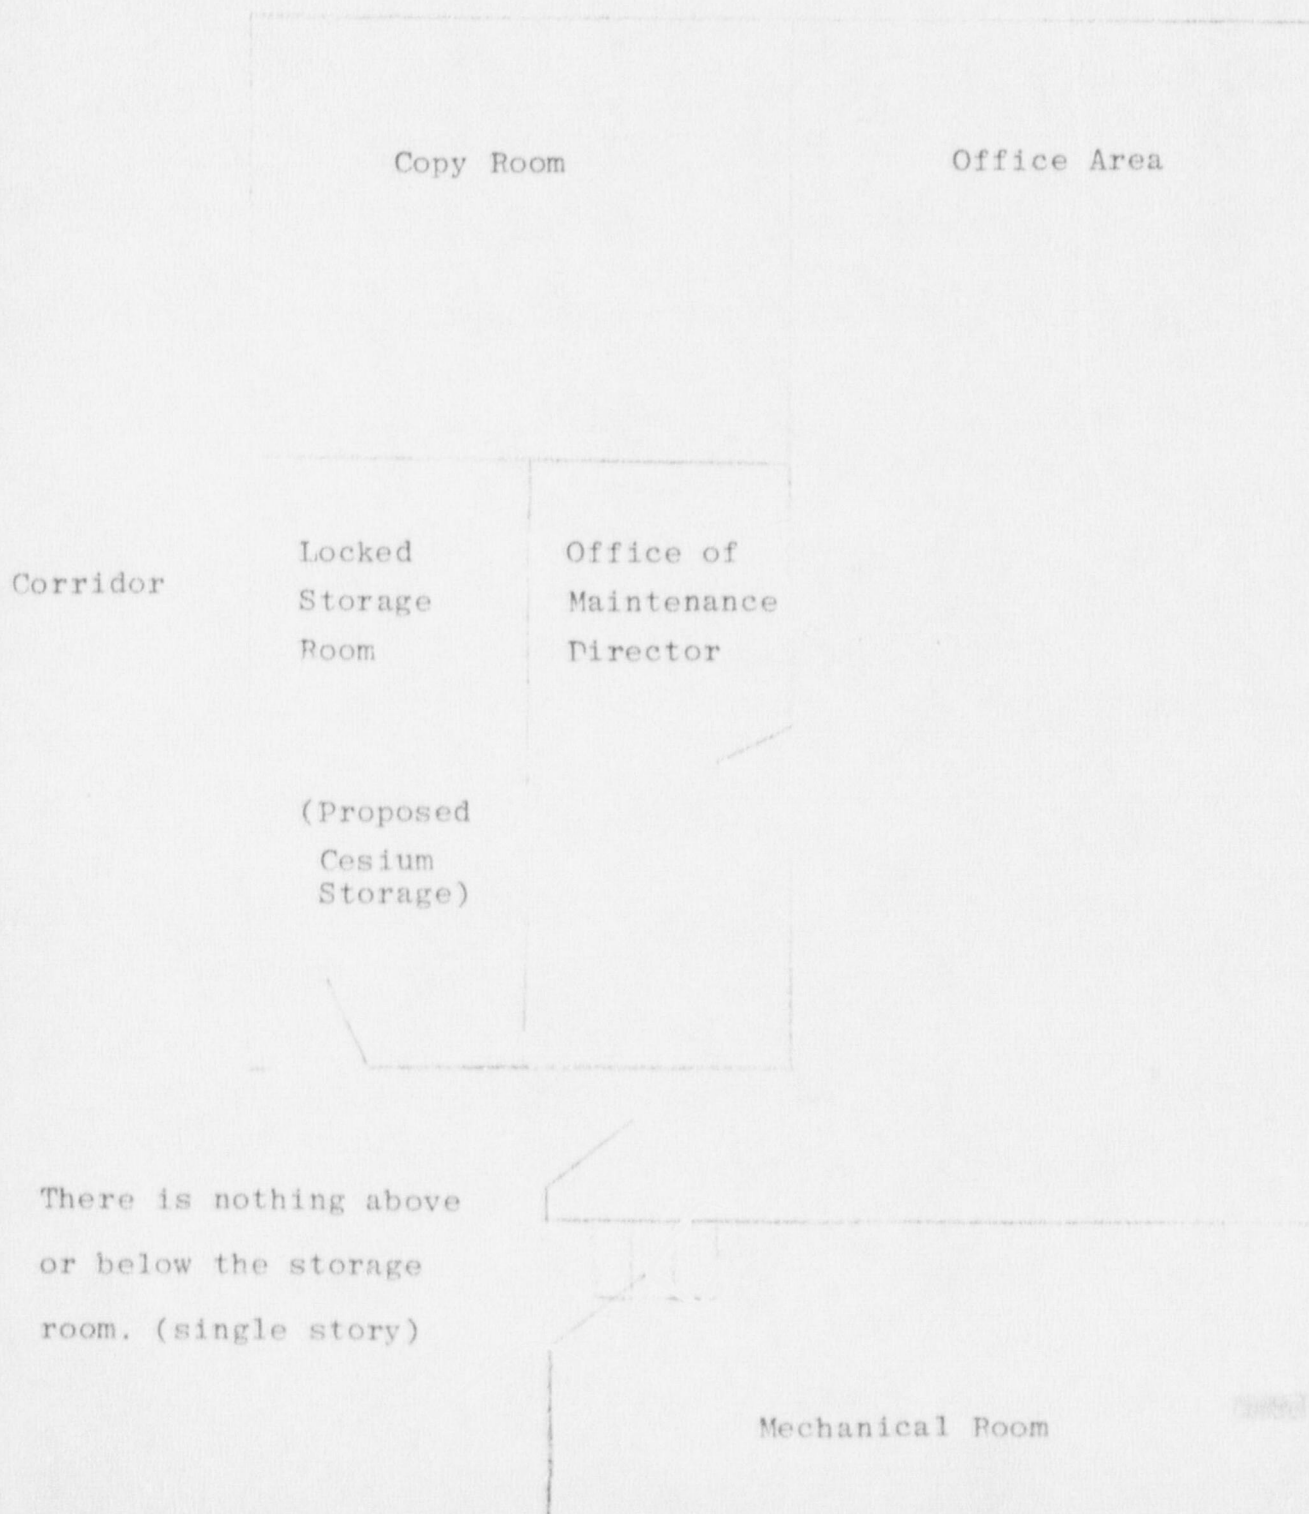 Copy Room
Office Area
Corridor
Locked
Storage
Room
Office of
Maintenance
Director
(Proposed
Cesium
Storage)
There is nothing above
or below the storage
room. (single story)
Mechanical Room